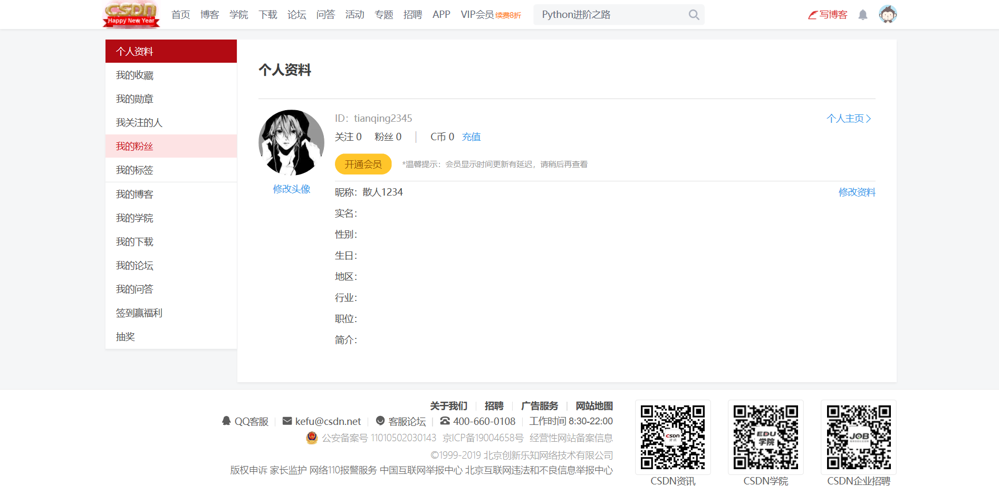 CSDN
Happy New Year
首页 博客 学院 下载 论坛 问答 活动 专题 招聘 APP VIP会员 续费8折 Python进阶之路 写博客
个人资料
我的收藏
我的勋章
我关注的人
我的粉丝
我的标签
我的博客
我的学院
我的下载
我的论坛
我的问答
签到赢福利
抽奖
个人资料
ID：tianqing2345 个人主页
关注 0 粉丝 0 C币 0 充值
开通会员 *温馨提示：会员显示时间更新有延迟，请稍后再查看
修改头像
昵称：散人1234 修改资料
实名：
性别：
生日：
地区：
行业：
职位：
简介：
关于我们 招聘 广告服务 网站地图
QQ客服 kefu@csdn.net 客服论坛 400-660-0108 工作时间 8:30-22:00
公安备案号 11010502030143 京ICP备19004658号 经营性网站备案信息
©1999-2019 北京创新乐知网络技术有限公司
版权申诉 家长监护 网络110报警服务 中国互联网举报中心 北京互联网违法和不良信息举报中心
CSDN
资讯
CSDN资讯
EDU
学院
CSDN学院
JOB
CSDN企业招聘